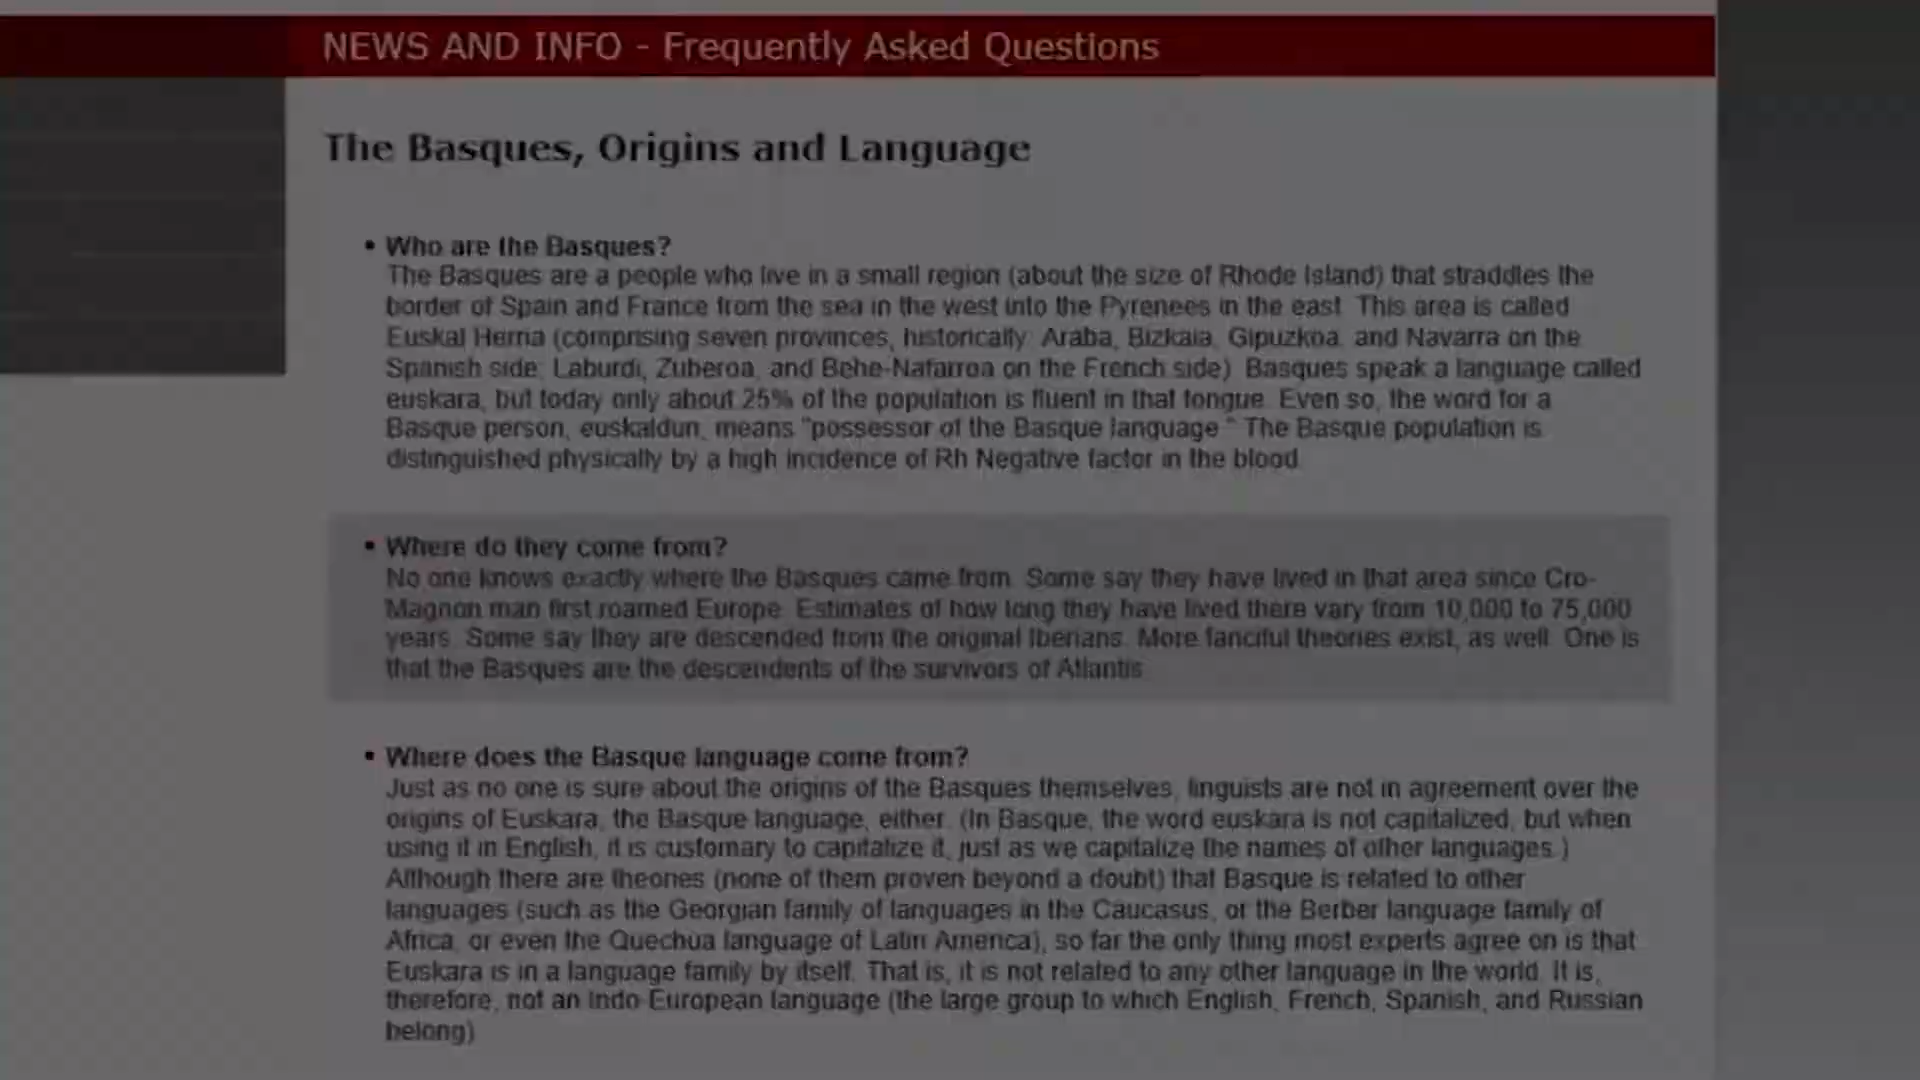 NEWS AND INFO - Frequently Asked Questions
The Basques, Origins and Language
• Who are the Basques?
The Basques are a people who live in a small region (about the size of Rhode Island) that straddles the
border of Spain and France from the sea in the west into the Pyrenees in the east. This area is called
Euskal Herria (comprising seven provinces, historically: Araba, Bizkaia, Gipuzkoa, and Navarra on the
Spanish side; Laburdi, Zuberoa, and Behe-Nafarroa on the French side). Basques speak a language called
euskara, but today only about 25% of the population is fluent in that tongue. Even so, the word for a
Basque person, euskaldun, means "possessor of the Basque language." The Basque population is
distinguished physically by a high incidence of Rh Negative factor in the blood.
• Where do they come from?
No one knows exactly where the Basques came from. Some say they have lived in that area since Cro-
Magnon man first roamed Europe. Estimates of how long they have lived there vary from 10,000 to 75,000
years. Some say they are descended from the original Iberians. More fanciful theories exist, as well. One is
that the Basques are the descendents of the survivors of Atlantis.
• Where does the Basque language come from?
Just as no one is sure about the origins of the Basques themselves, linguists are not in agreement over the
origins of Euskara, the Basque language, either. (In Basque, the word euskara is not capitalized, but when
using it in English, it is customary to capitalize it, just as we capitalize the names of other languages.)
Although there are theories (none of them proven beyond a doubt) that Basque is related to other
languages (such as the Georgian family of languages in the Caucasus, or the Berber language family of
Africa, or even the Quechua language of Latin America), so far the only thing most experts agree on is that
Euskara is in a language family by itself. That is, it is not related to any other language in the world. It is,
therefore, not an Indo-European language (the large group to which English, French, Spanish, and Russian
belong).